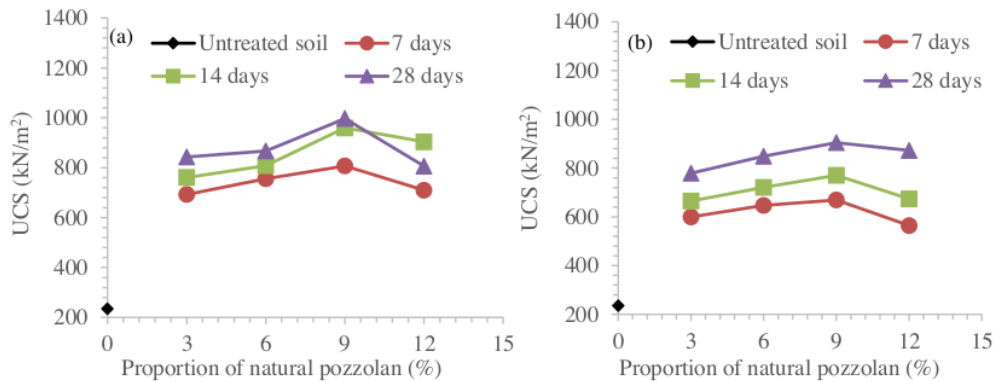 (a)
Untreated soil
7 days
14 days
28 days
1400
1200
1000
800
600
400
200
UCS (kN/m²)
0
3
6
9
12
15
Proportion of natural pozzolan (%)
(b)
Untreated soil
7 days
14 days
28 days
1400
1200
1000
800
600
400
200
UCS (kN/m²)
0
3
6
9
12
15
Proportion of natural pozzolan (%)